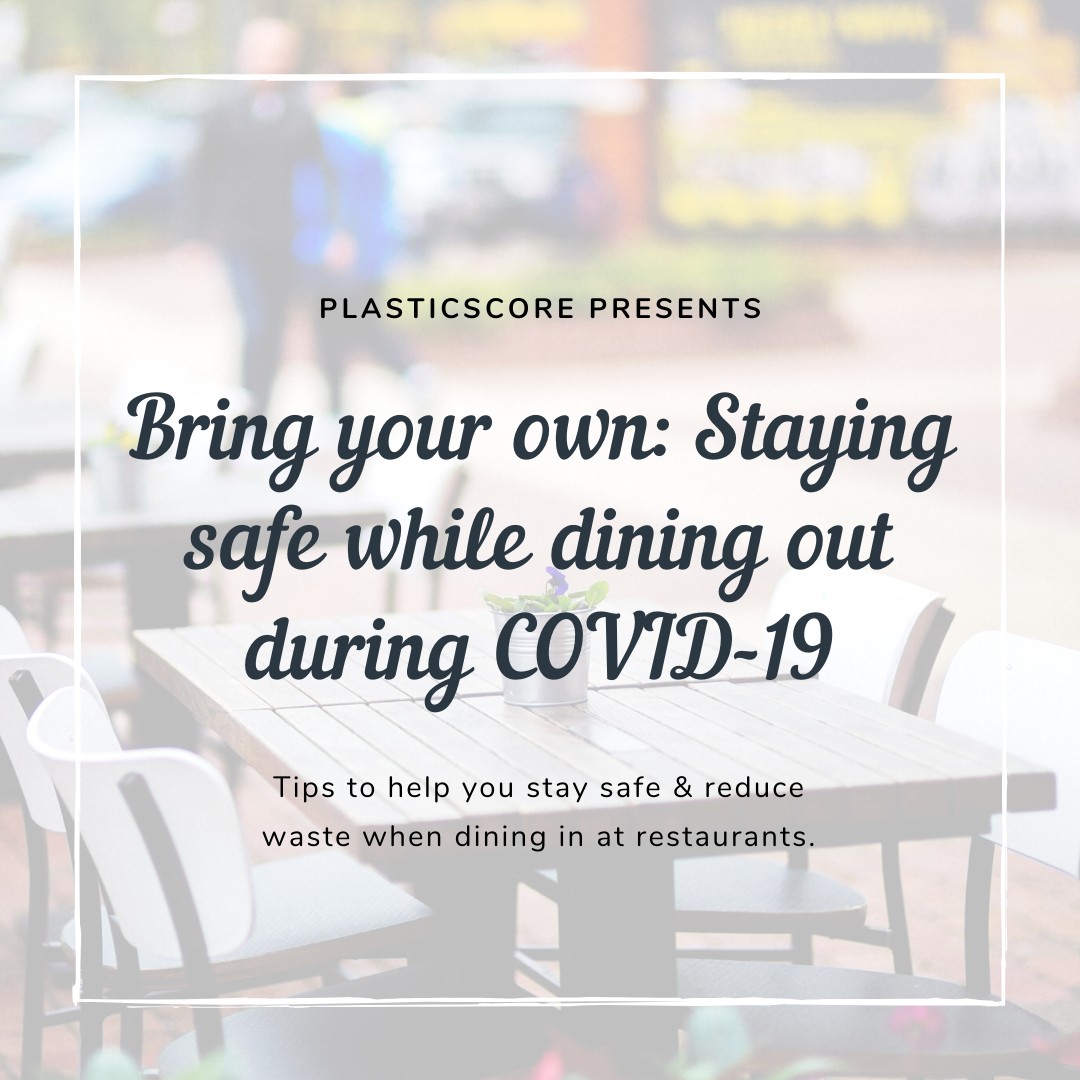 PLASTICSCORE PRESENTS
Bring your own: Staying
safe while dining out
during COVID-19
Tips to help you stay safe & reduce
waste when dining in at restaurants.